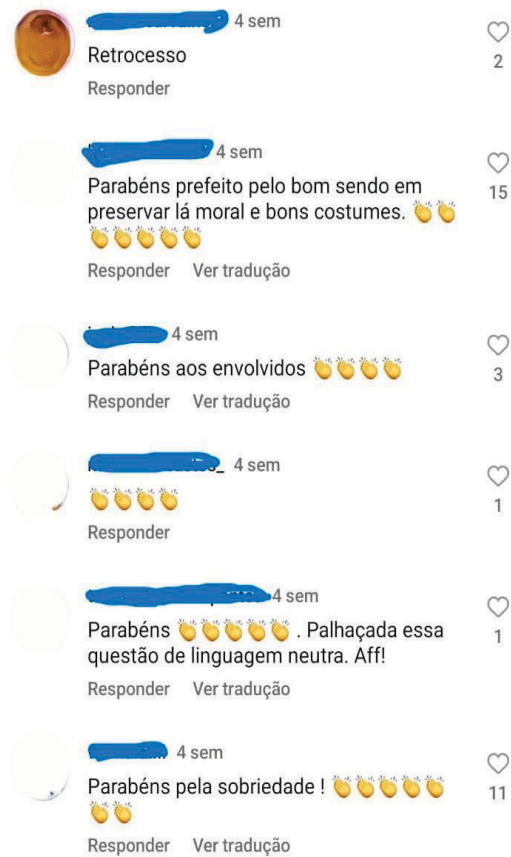 4 sem
Retrocesso
2
Responder
4 sem
Parabéns prefeito pelo bom sendo em
15
preservar lá moral e bons costumes. 👏👏
👏👏👏👏👏
Responder Ver tradução
4 sem
Parabéns aos envolvidos 👏👏👏👏
3
Responder Ver tradução
4 sem
👏👏👏👏
1
Responder
4 sem
Parabéns 👏👏👏👏👏 . Palhaçada essa
1
questão de linguagem neutra. Aff!
Responder Ver tradução
4 sem
Parabéns pela sobriedade ! 👏👏👏👏👏
11
👏👏
Responder Ver tradução